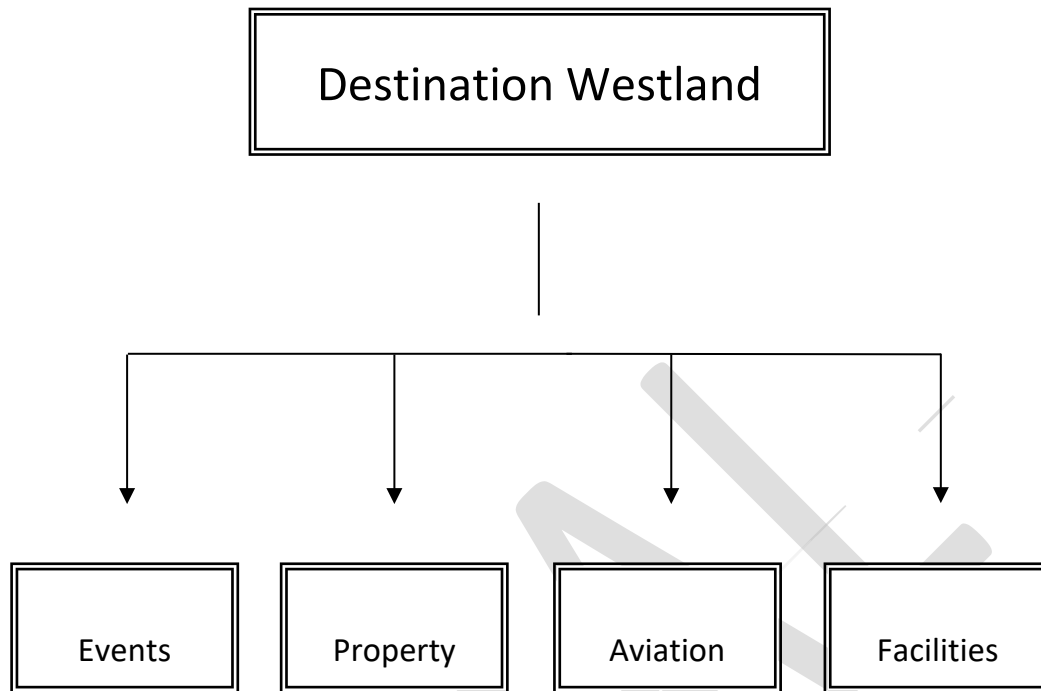 Destination Westland
Events
Property
Aviation
Facilities